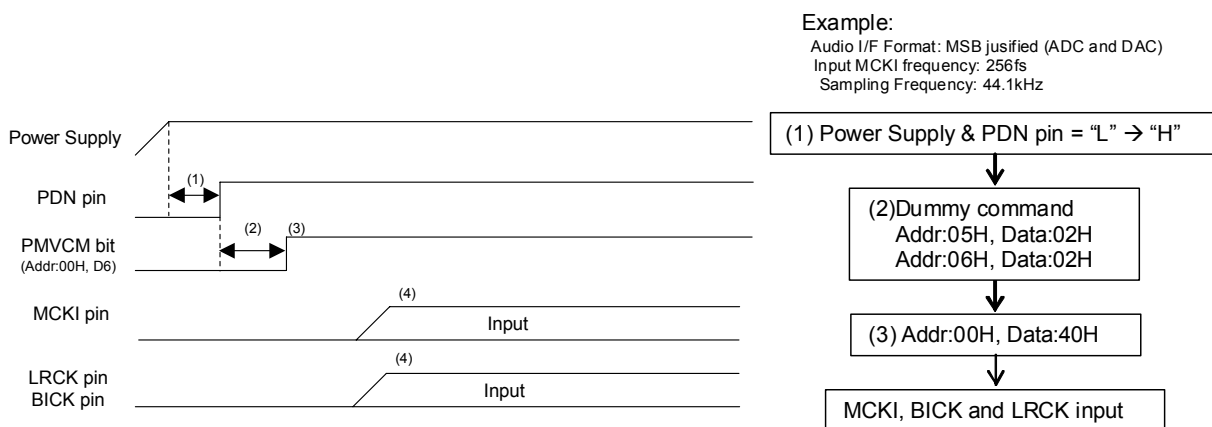 Example:
Audio I/F Format: MSB jusified (ADC and DAC)
Input MCKI frequency: 256fs
Sampling Frequency: 44.1kHz
Power Supply
(1)
PDN pin
(2)
(3)
PMVCM bit
(Addr:00H, D6)
(4)
MCKI pin
Input
(4)
LRCK pin
BICK pin
Input
(1) Power Supply & PDN pin = “L” → “H”
(2)Dummy command
Addr:05H, Data:02H
Addr:06H, Data:02H
(3) Addr:00H, Data:40H
MCKI, BICK and LRCK input